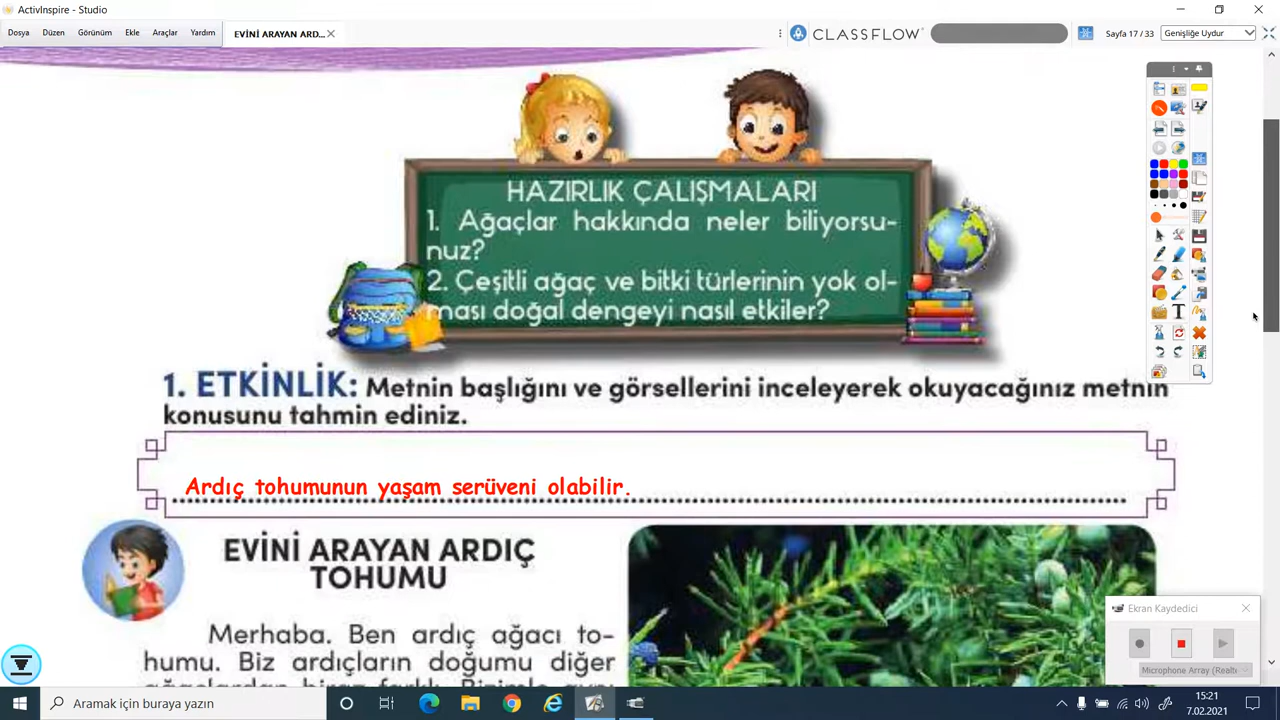 ActivInspire - Studio
Dosya Düzen Görünüm Ekle Araçlar Yardım EVİNİ ARAYAN ARD...
CLASSFLOW
Sayfa 17 / 33 Genişliğe Uydur
HAZIRLIK ÇALIŞMALARI
1. Ağaçlar hakkında neler biliyorsu-
nuz?
2. Çeşitli ağaç ve bitki türlerinin yok ol-
ması doğal dengeyi nasıl etkiler?
1. ETKİNLİK: Metnin başlığını ve görsellerini inceleyerek okuyacağınız metnin
konusunu tahmin ediniz.
Ardıç tohumunun yaşam serüveni olabilir.
EVİNİ ARAYAN ARDIÇ
TOHUMU
Merhaba. Ben ardıç ağacı to-
humu. Biz ardıçların doğumu diğer
Ekran Kaydedici
Microphone Array (Realte
Aramak için buraya yazın
15:21
7.02.2021